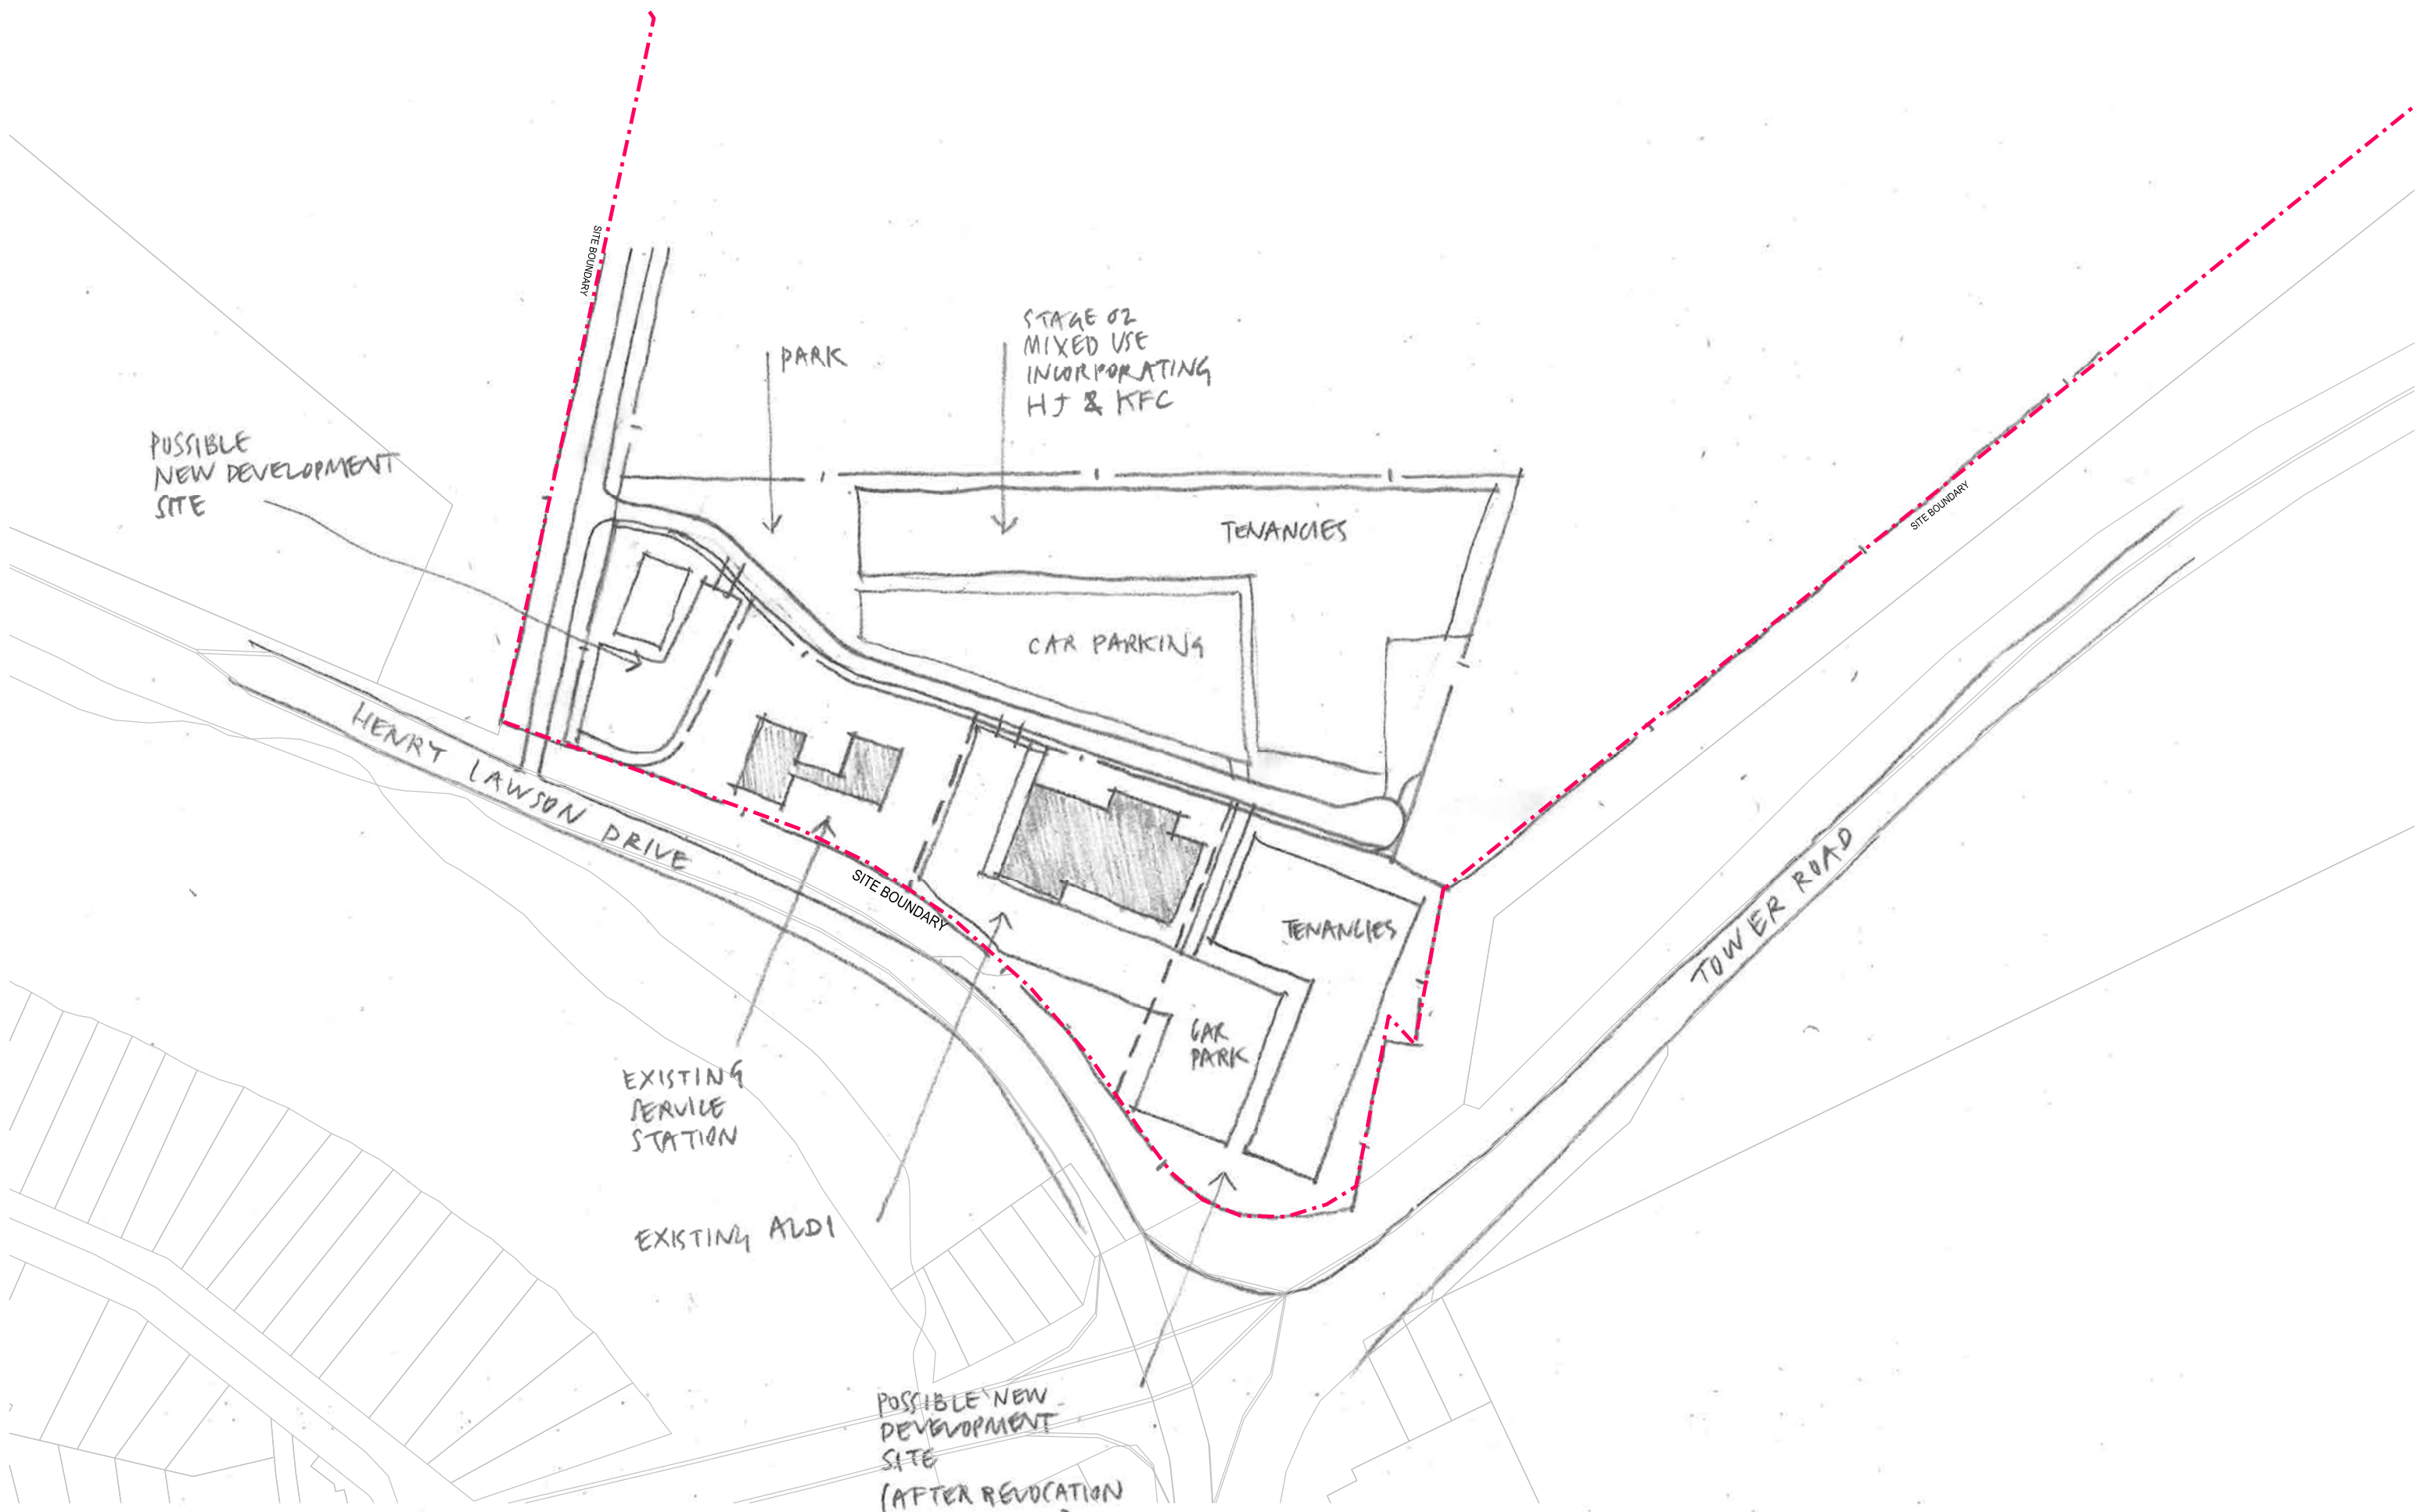 SITE BOUNDARY
PARK
STAGE 02
MIXED USE
INCORPORATING
HJ & KFC
POSSIBLE
NEW DEVELOPMENT
SITE
SITE BOUNDARY
TENANCIES
CAR PARKING
HENRY LAWSON DRIVE
SITE BOUNDARY
TENANCIES
TOWER ROAD
CAR
PARK
EXISTING
SERVICE
STATION
EXISTING ALDI
POSSIBLE NEW
DEVELOPMENT
SITE
(AFTER RELOCATION